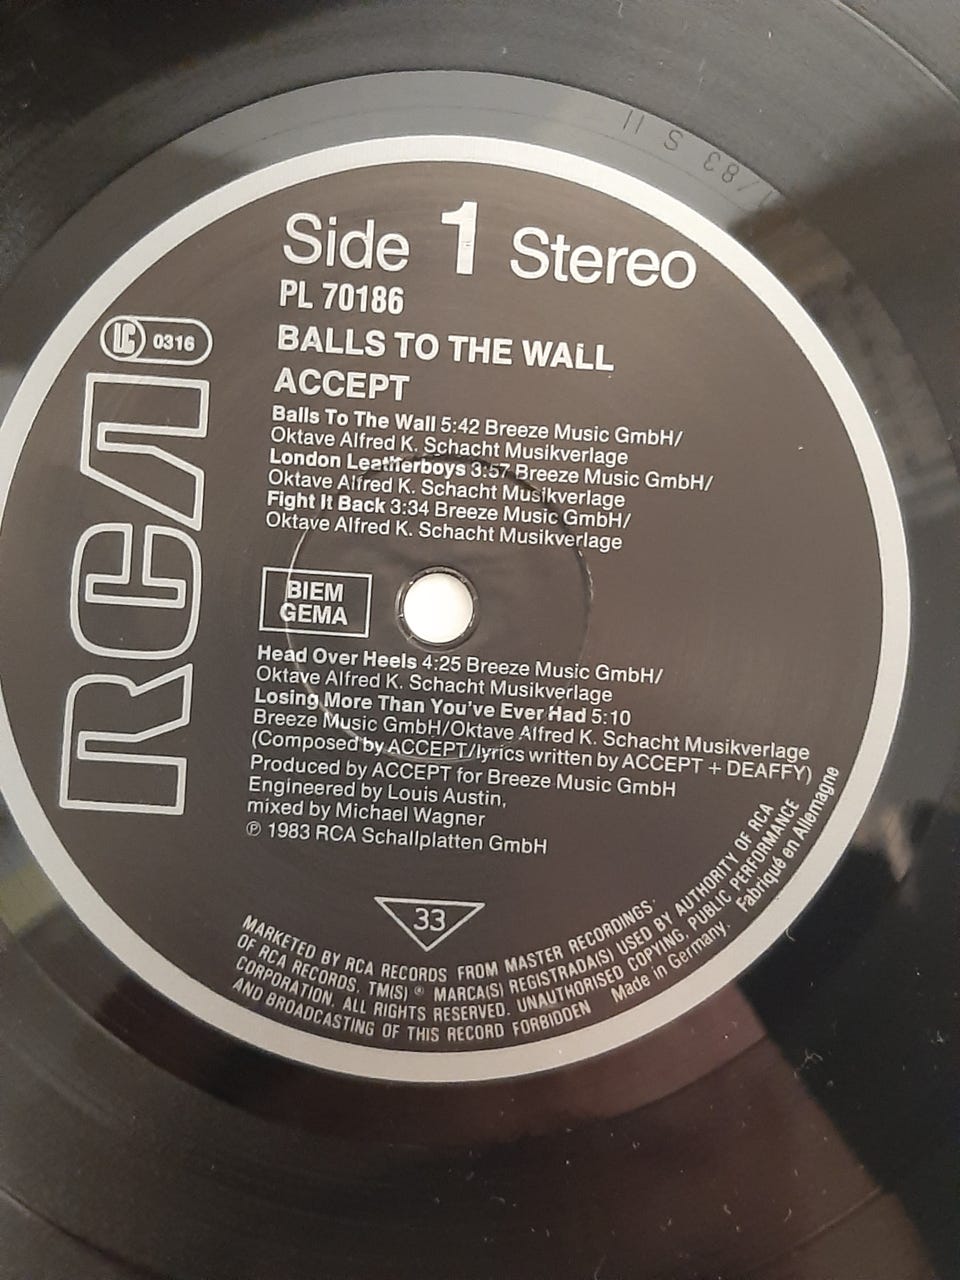 11 S 83/
Side 1 Stereo
PL 70186
LC 0316
RCA
BALLS TO THE WALL
ACCEPT
Balls To The Wall 5:42 Breeze Music GmbH/
Oktave Alfred K. Schacht Musikverlage
London Leatherboys 3:57 Breeze Music GmbH/
Oktave Alfred K. Schacht Musikverlage
Fight It Back 3:34 Breeze Music GmbH/
Oktave Alfred K. Schacht Musikverlage
BIEM
GEMA
Head Over Heels 4:25 Breeze Music GmbH/
Oktave Alfred K. Schacht Musikverlage
Losing More Than You've Ever Had 5:10
Breeze Music GmbH/Oktave Alfred K. Schacht Musikverlage
(Composed by ACCEPT/lyrics written by ACCEPT + DEAFFY)
Produced by ACCEPT for Breeze Music GmbH
Engineered by Louis Austin,
mixed by Michael Wagner
℗ 1983 RCA Schallplatten GmbH
33
MARKETED BY RCA RECORDS FROM MASTER RECORDINGS
OF RCA RECORDS. TM(S) ® MARCA(S) REGISTRADA(S) USED BY AUTHORITY OF RCA
CORPORATION. ALL RIGHTS RESERVED. UNAUTHORISED COPYING, PUBLIC PERFORMANCE
AND BROADCASTING OF THIS RECORD FORBIDDEN Made in Germany. Fabriqué en Allemagne